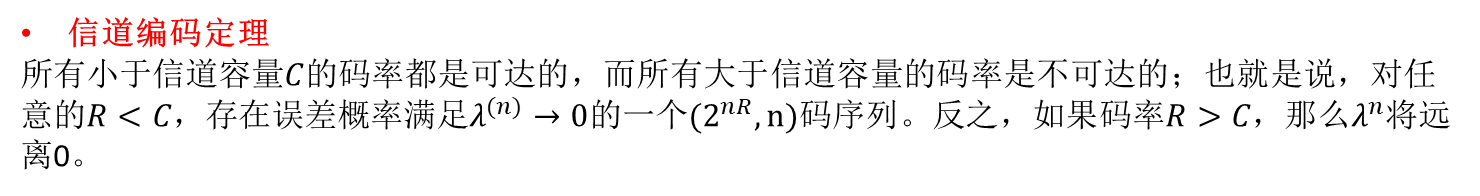 • 信道编码定理
所有小于信道容量C的码率都是可达的，而所有大于信道容量的码率是不可达的；也就是说，对任
意的R < C，存在误差概率满足λ⁽ⁿ⁾ → 0的一个(2ⁿᴿ, n)码序列。反之，如果码率R > C，那么λⁿ将远
离0。